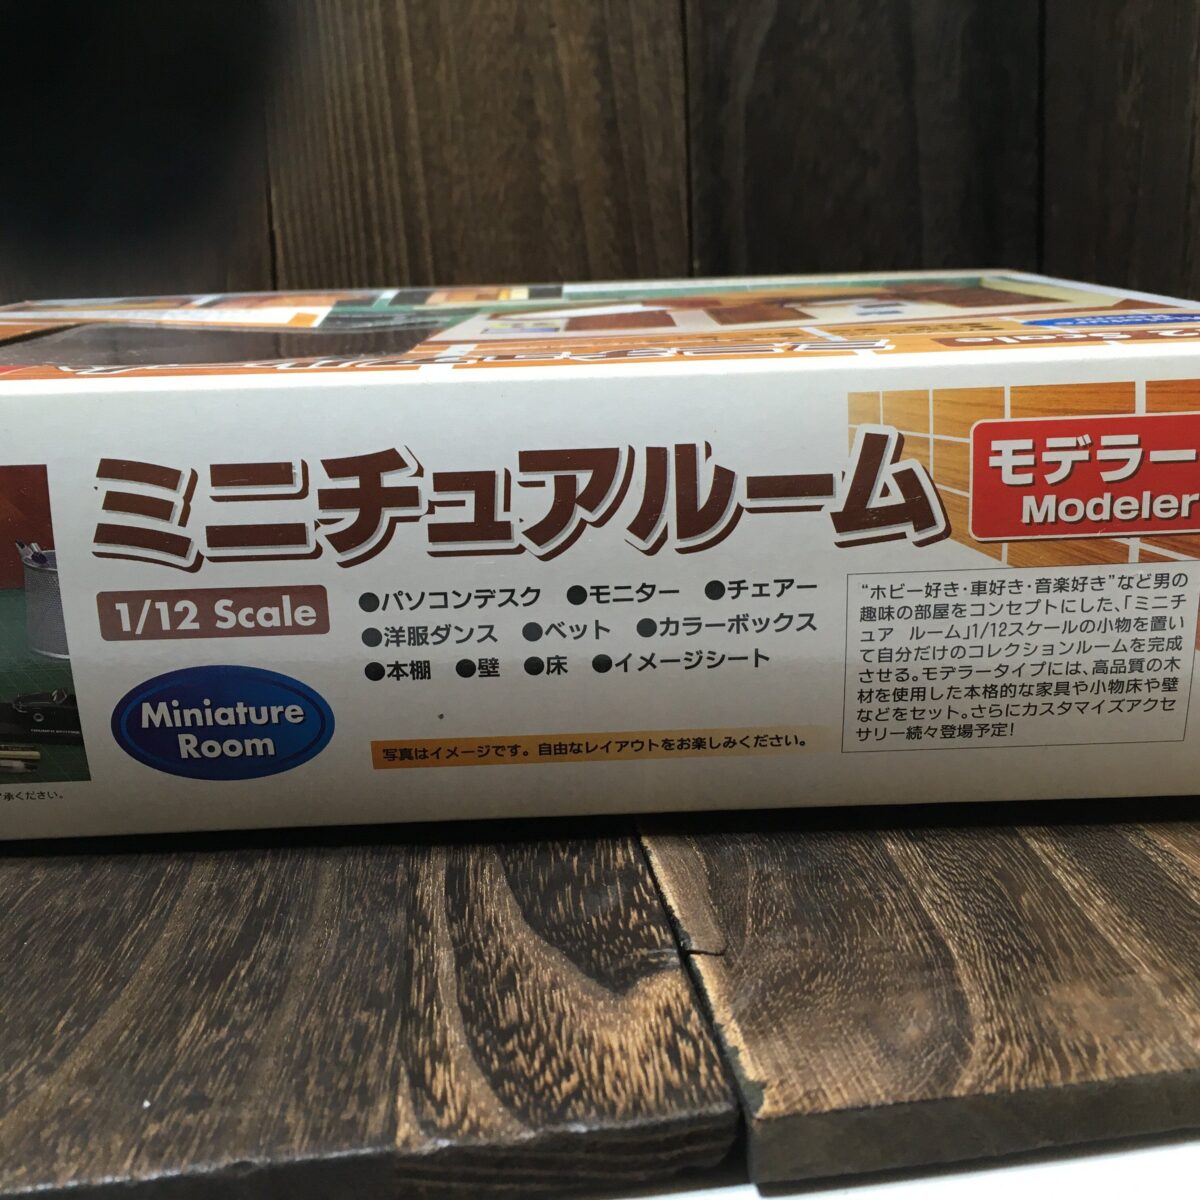 Scale
ミニチュアルーム
モデラー
Modeler
1/12 Scale
●パソコンデスク ●モニター ●チェアー
●洋服ダンス ●ベット ●カラーボックス
●本棚 ●壁 ●床 ●イメージシート
Miniature
Room
写真はイメージです。自由なレイアウトをお楽しみください。
“ホビー好き・車好き・音楽好き”など男の
趣味の部屋をコンセプトにした、「ミニチ
ュア ルーム」1/12スケールの小物を置い
て自分だけのコレクションルームを完成
させる。モデラータイプには、高品質の木
材を使用した本格的な家具や小物床や壁
などをセット。さらにカスタマイズアクセ
サリー続々登場予定!
承ください。